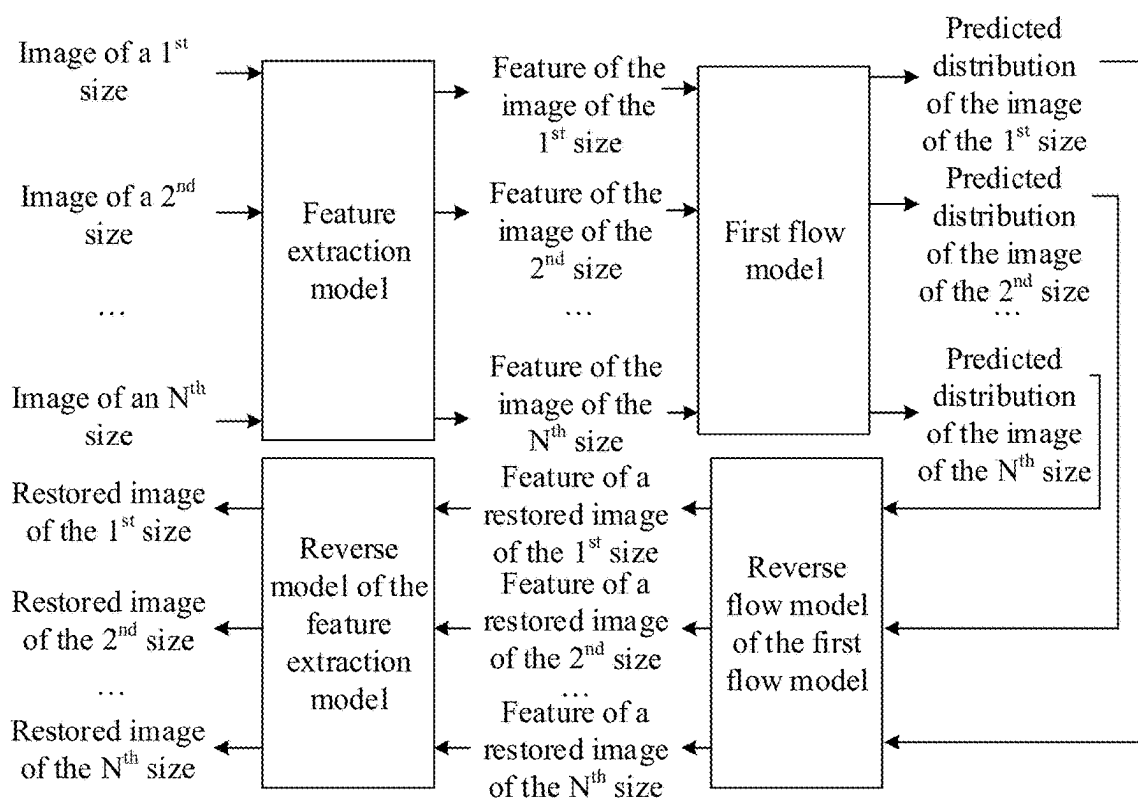 Image of a 1st
size
Image of a 2nd
size
...
Image of an Nth
size
Feature
extraction
model
Feature of the
image of the
1st size
Feature of the
image of the
2nd size
...
Feature of the
image of the
Nth size
First flow
model
Predicted
distribution
of the image
of the 1st size
Predicted
distribution
of the image
of the 2nd size
...
Predicted
distribution
of the image
of the Nth size
Restored image
of the 1st size
Restored image
of the 2nd size
...
Restored image
of the Nth size
Reverse
model of the
feature
extraction
model
Feature of a
restored image
of the 1st size
Feature of a
restored image
of the 2nd size
...
Feature of a
restored image
of the Nth size
Reverse
flow model
of the first
flow model